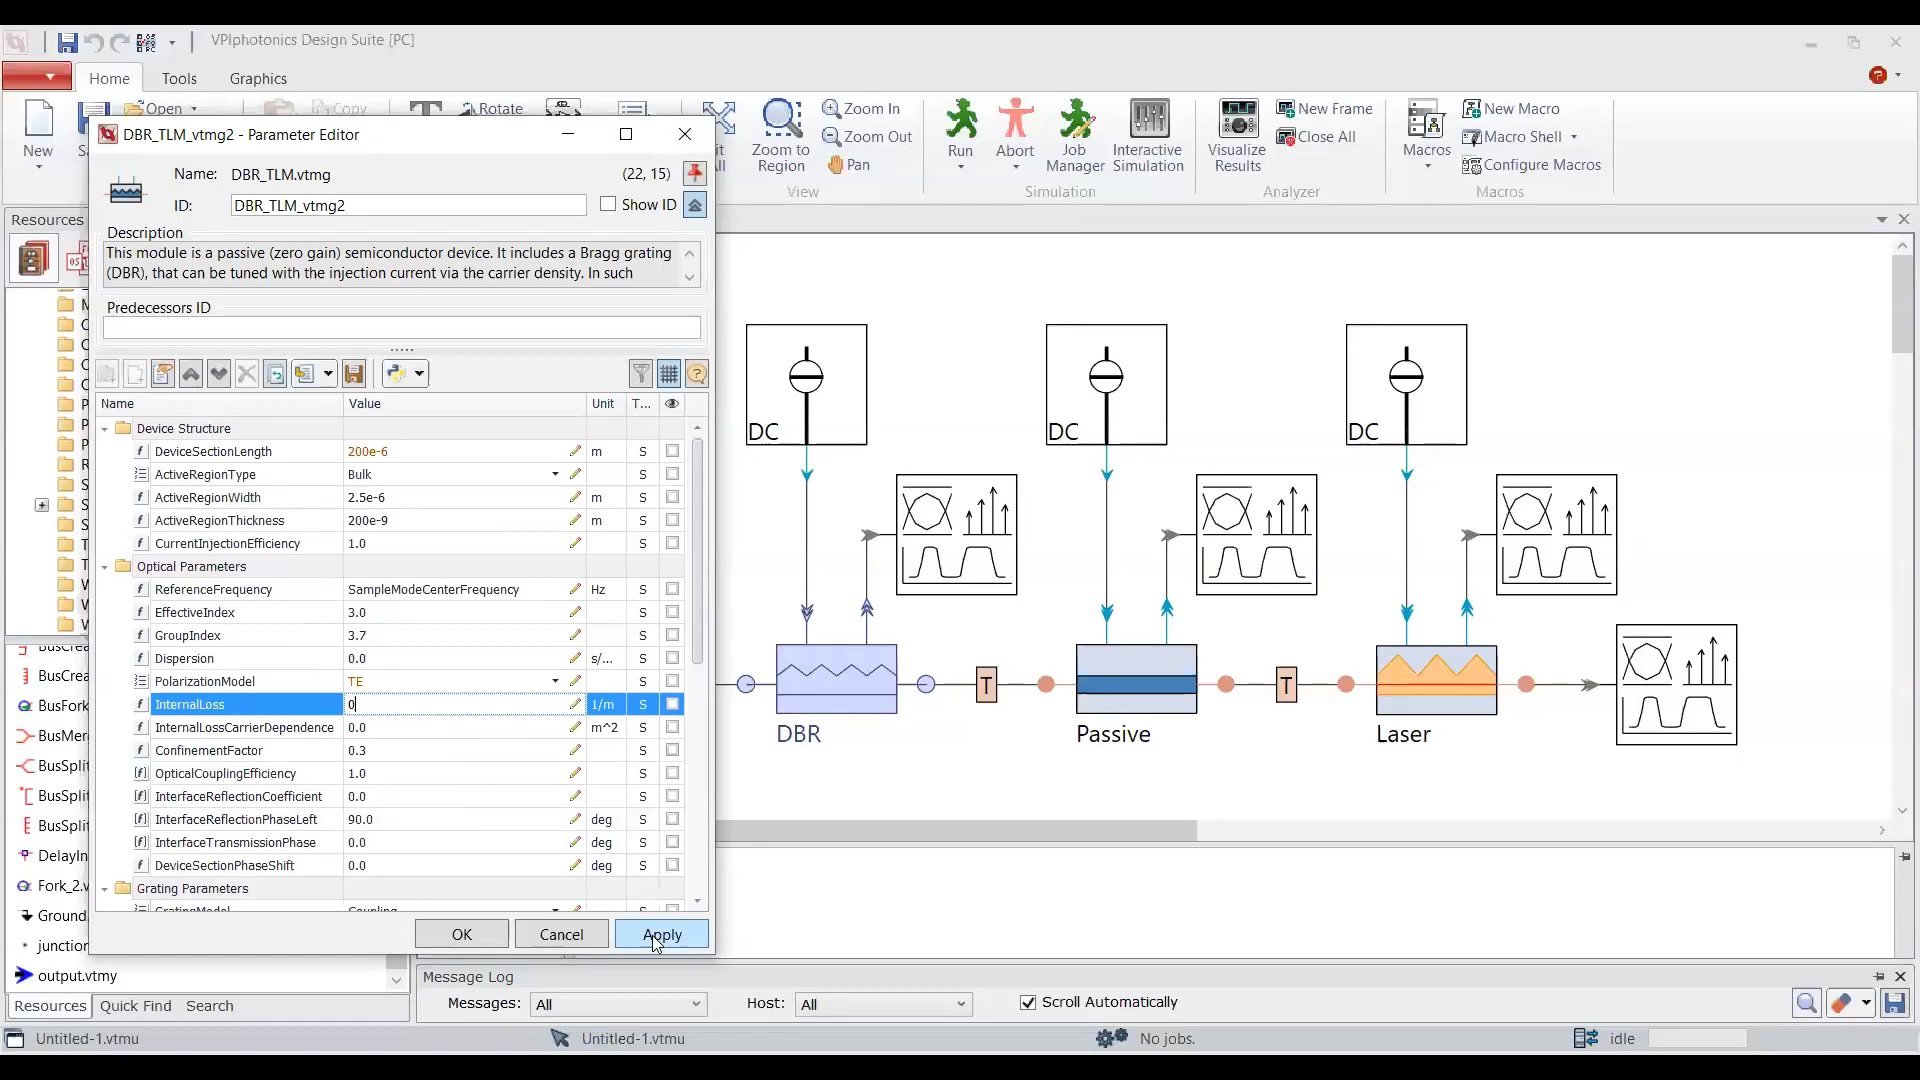 VPIphotonics Design Suite [PC]
Home
Tools
Graphics
New
Open
Copy
Rotate
Zoom to
Region
Zoom In
Zoom Out
Pan
View
Run
Abort
Job
Manager
Interactive
Simulation
Simulation
Visualize
Results
New Frame
Close All
Analyzer
Macros
New Macro
Macro Shell
Configure Macros
Macros
DBR_TLM_vtmg2 - Parameter Editor
Name: DBR_TLM.vtmg (22, 15)
ID: DBR_TLM_vtmg2 Show ID
Description
This module is a passive (zero gain) semiconductor device. It includes a Bragg grating
(DBR), that can be tuned with the injection current via the carrier density. In such
Predecessors ID
Name Value Unit T...
Device Structure
f DeviceSectionLength 200e-6 m S
ActiveRegionType Bulk S
f ActiveRegionWidth 2.5e-6 m S
f ActiveRegionThickness 200e-9 m S
f CurrentInjectionEfficiency 1.0 S
Optical Parameters
f ReferenceFrequency SampleModeCenterFrequency Hz S
f EffectiveIndex 3.0 S
f GroupIndex 3.7 S
f Dispersion 0.0 s/... S
PolarizationModel TE S
f InternalLoss 0 1/m S
f InternalLossCarrierDependence 0.0 m^2 S
f ConfinementFactor 0.3 S
[f] OpticalCouplingEfficiency 1.0 S
[f] InterfaceReflectionCoefficient 0.0 S
[f] InterfaceReflectionPhaseLeft 90.0 deg S
[f] InterfaceTransmissionPhase 0.0 deg S
f DeviceSectionPhaseShift 0.0 deg S
Grating Parameters
GratingModel Coupling
OK
Cancel
Apply
Resources
BusCrea
BusCrea
BusFork
BusMer
BusSplit
BusSplit
BusSplit
DelayIn
Fork_2.v
Ground.
junction
output.vtmy
Resources
Quick Find
Search
DC
DC
DC
T
T
DBR
Passive
Laser
Message Log
Messages: All
Host: All
Scroll Automatically
Untitled-1.vtmu
Untitled-1.vtmu
No jobs.
idle